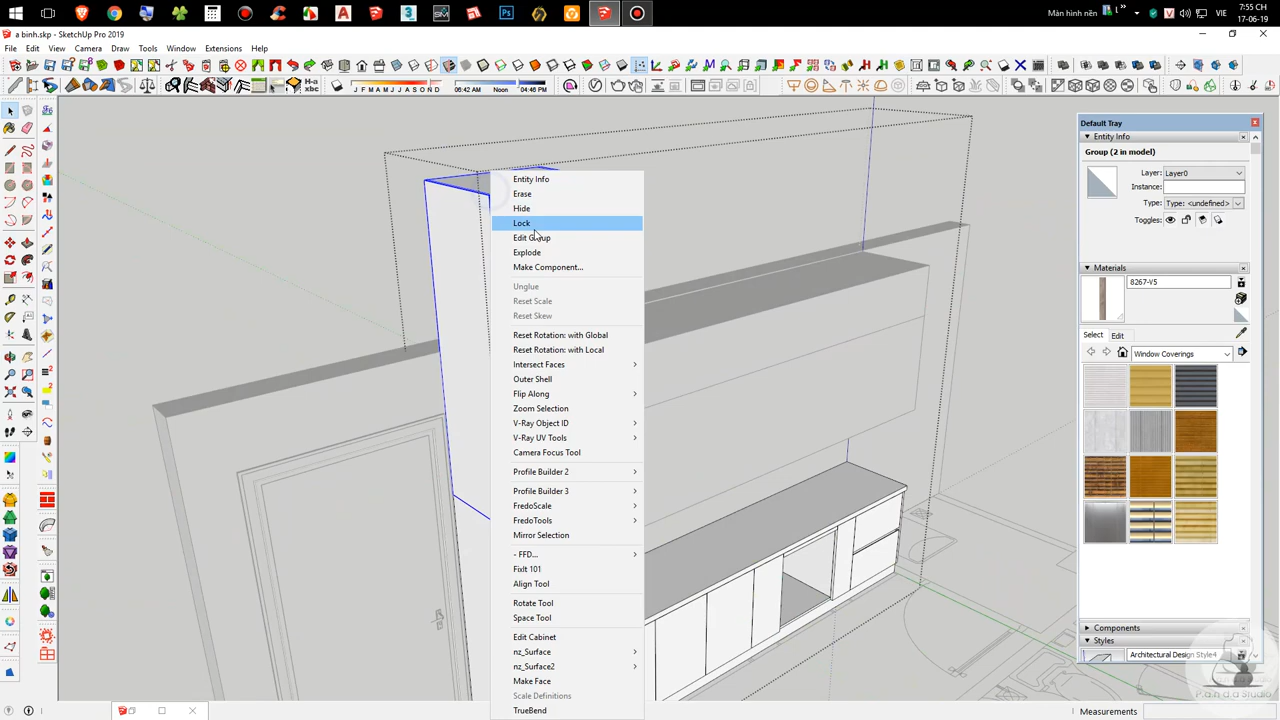 Màn hình nền
VIE
7:55 CH
17-06-19
a binh.skp - SketchUp Pro 2019
File Edit View Camera Draw Tools Window Extensions Help
H-a
xbc
J F M A M J J A S O N D
06:42 AM Noon 04:46 PM
Default Tray
Entity Info
Group (2 in model)
Layer: Layer0
Instance:
Type: Type: <undefined>
Toggles:
Materials
8267-V5
Select Edit
Window Coverings
Components
Styles
Architectural Design Style4
Entity Info
Erase
Hide
Lock
Edit Group
Explode
Make Component...
Unglue
Reset Scale
Reset Skew
Reset Rotation: with Global
Reset Rotation: with Local
Intersect Faces
Outer Shell
Flip Along
Zoom Selection
V-Ray Object ID
V-Ray UV Tools
Camera Focus Tool
Profile Builder 2
Profile Builder 3
FredoScale
FredoTools
Mirror Selection
- FFD...
FixIt 101
Align Tool
Rotate Tool
Space Tool
Edit Cabinet
nz_Surface
nz_Surface2
Make Face
Scale Definitions
TrueBend
P.a.n.d.a Studio
Measurements